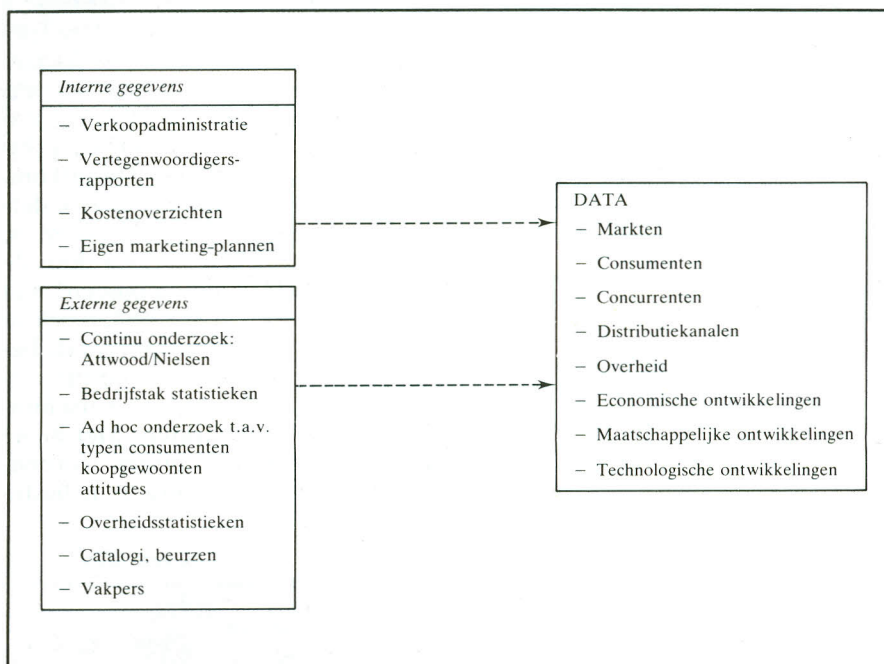 Interne gegevens
– Verkoopadministratie
– Vertegenwoordigers-
rapporten
– Kostenoverzichten
– Eigen marketing-plannen
Externe gegevens
– Continu onderzoek:
Attwood/Nielsen
– Bedrijfstak statistieken
– Ad hoc onderzoek t.a.v.
typen consumenten
koopgewoonten
attitudes
– Overheidsstatistieken
– Catalogi, beurzen
– Vakpers
DATA
– Markten
– Consumenten
– Concurrenten
– Distributiekanalen
– Overheid
– Economische ontwikkelingen
– Maatschappelijke ontwikkelingen
– Technologische ontwikkelingen